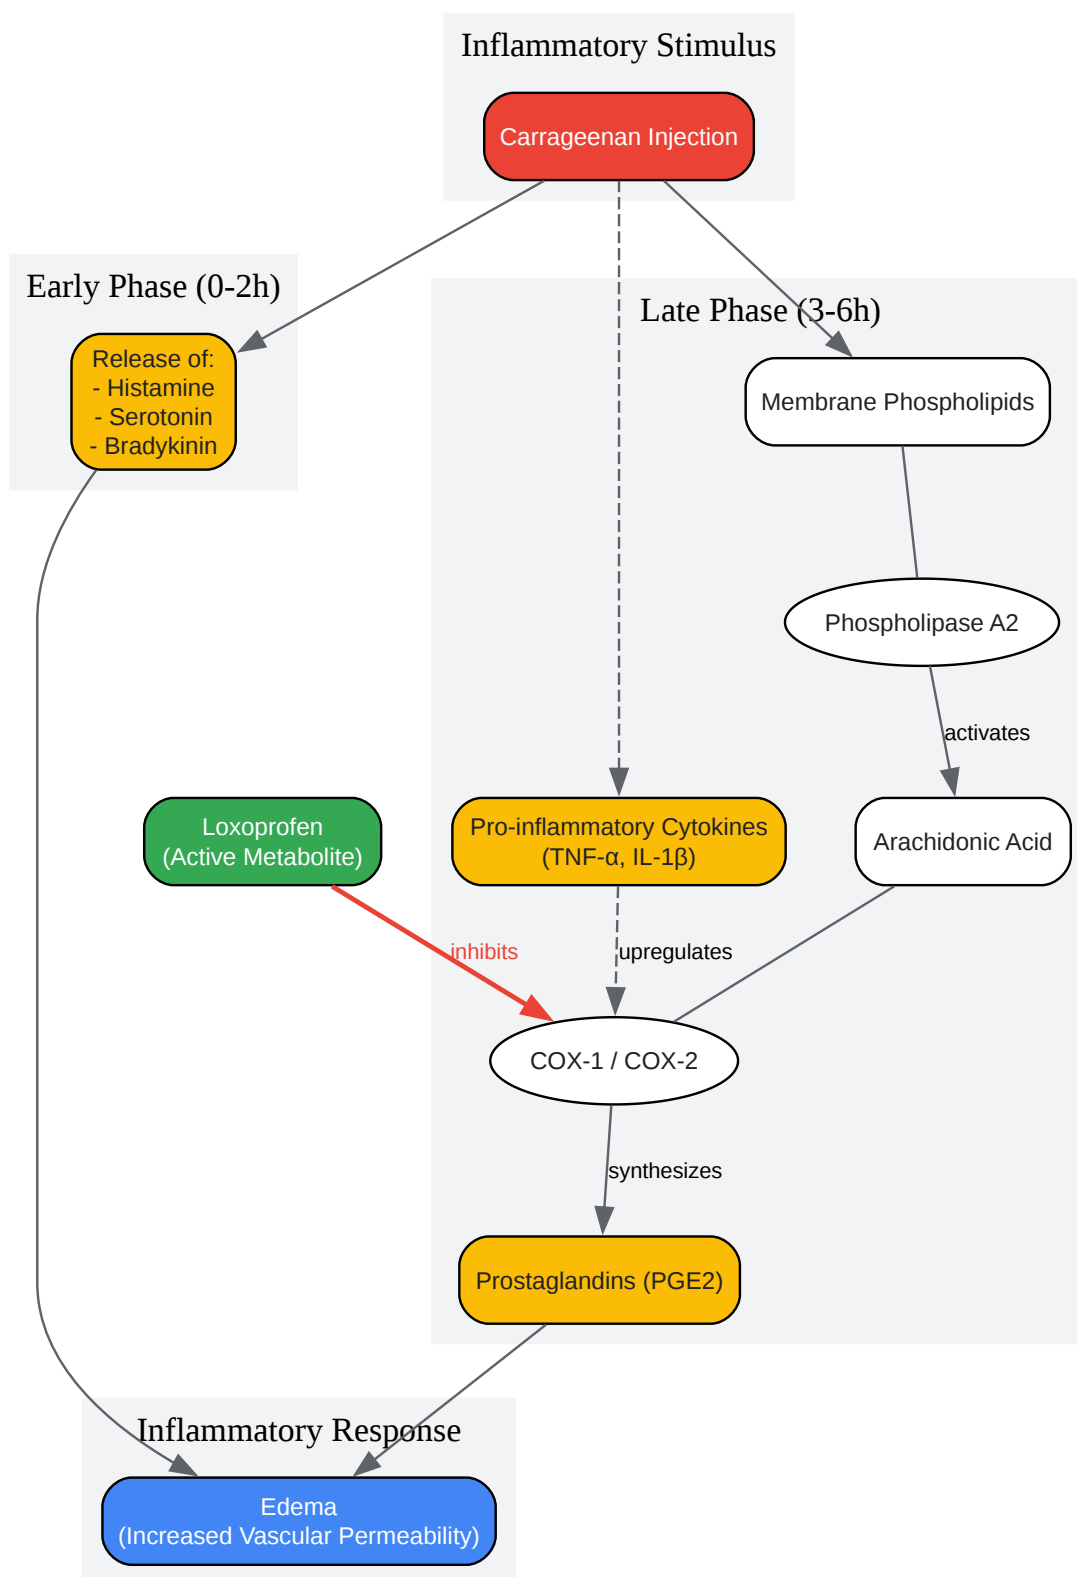 Inflammatory Stimulus
Carrageenan Injection
Early Phase (0-2h)
Release of:
- Histamine
- Serotonin
- Bradykinin
Late Phase (3-6h)
Membrane Phospholipids
Phospholipase A2
activates
Loxoprofen
(Active Metabolite)
Pro-inflammatory Cytokines
(TNF-α, IL-1β)
Arachidonic Acid
inhibits
upregulates
COX-1 / COX-2
synthesizes
Prostaglandins (PGE2)
Inflammatory Response
Edema
(Increased Vascular Permeability)